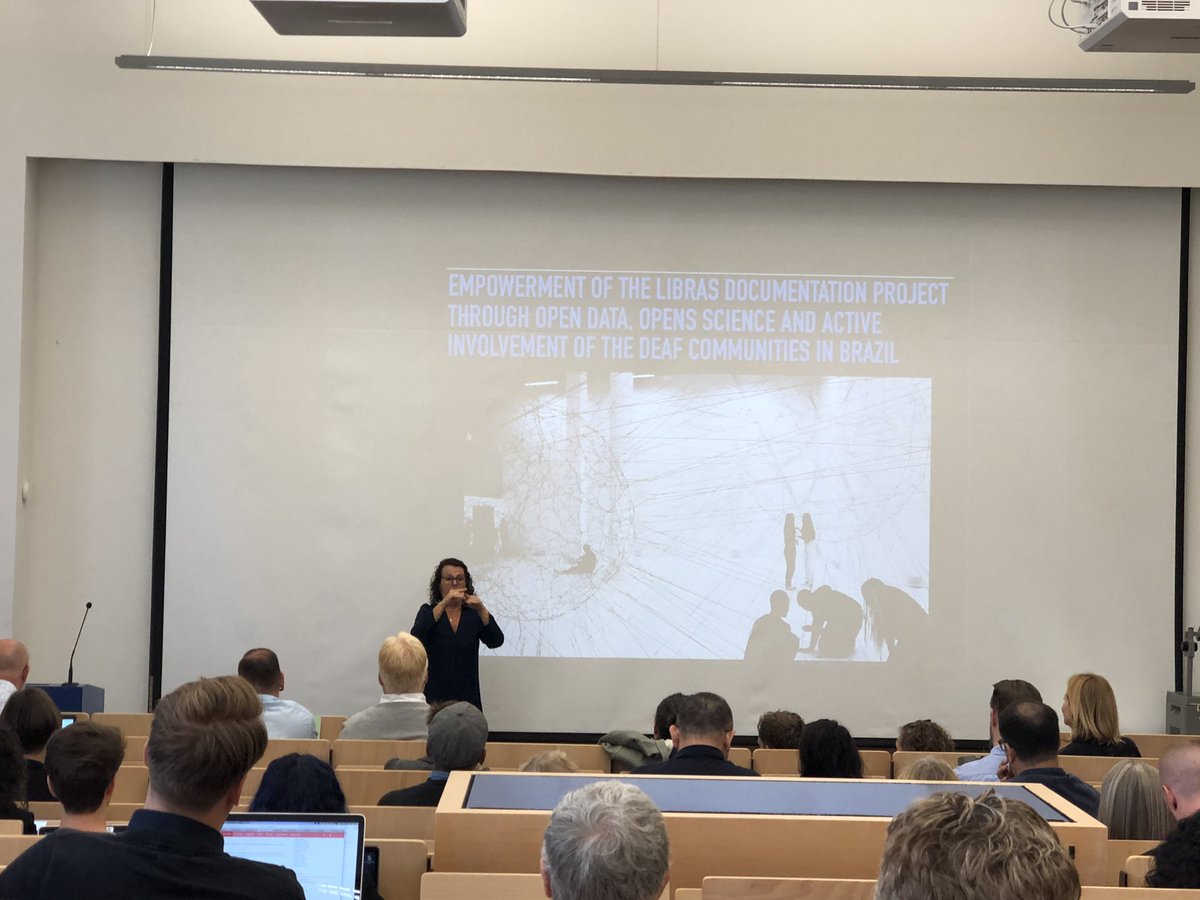 EMPOWERMENT OF THE LIBRAS DOCUMENTATION PROJECT
THROUGH OPEN DATA, OPENS SCIENCE AND ACTIVE
INVOLVEMENT OF THE DEAF COMMUNITIES IN BRAZIL